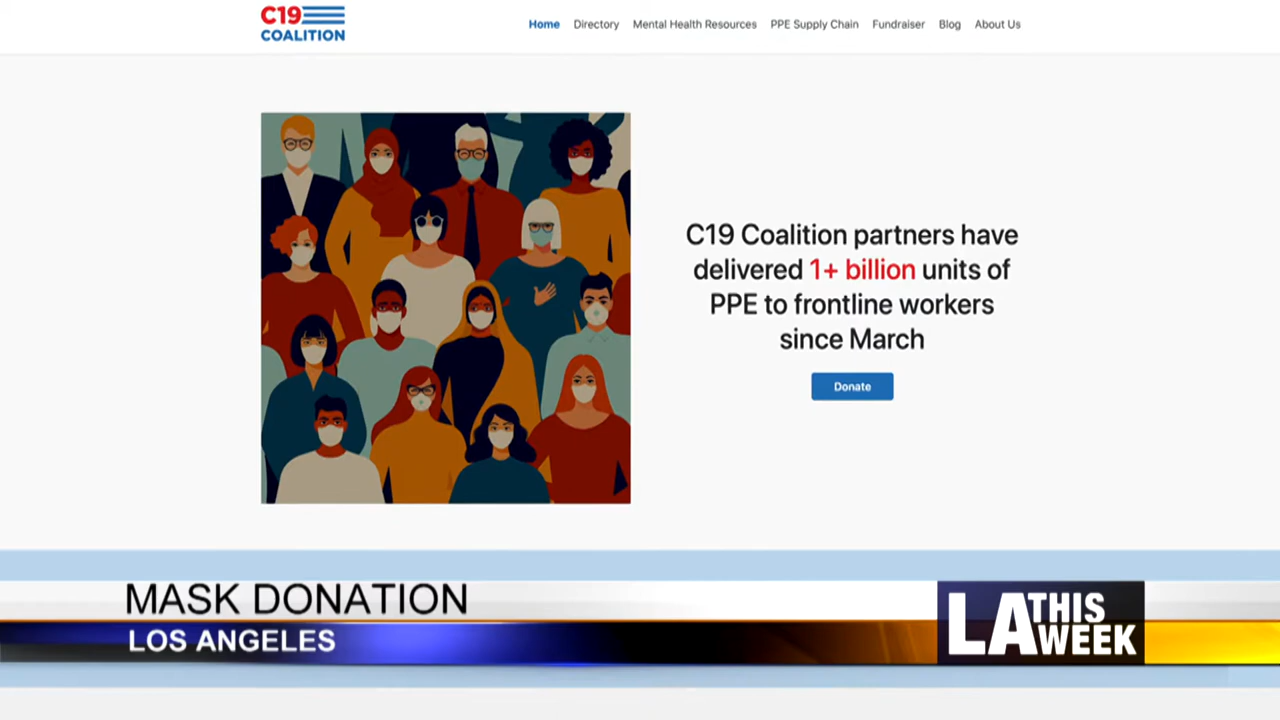 C19
COALITION
Home Directory Mental Health Resources PPE Supply Chain Fundraiser Blog About Us
C19 Coalition partners have
delivered 1+ billion units of
PPE to frontline workers
since March
Donate
MASK DONATION
LOS ANGELES
LA THIS
WEEK